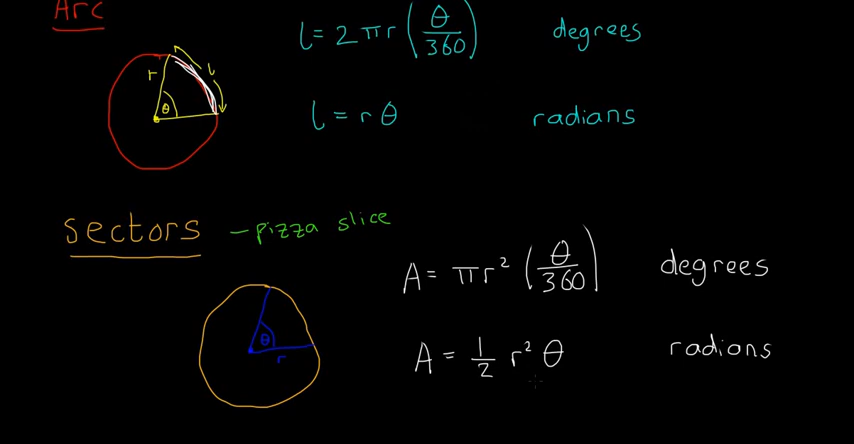 Arc
l = 2πr (θ/360) degrees
r l
θ
l = rθ radians
Sectors - pizza slice
A = πr² (θ/360) degrees
θ
r
A = 1/2 r² θ radians